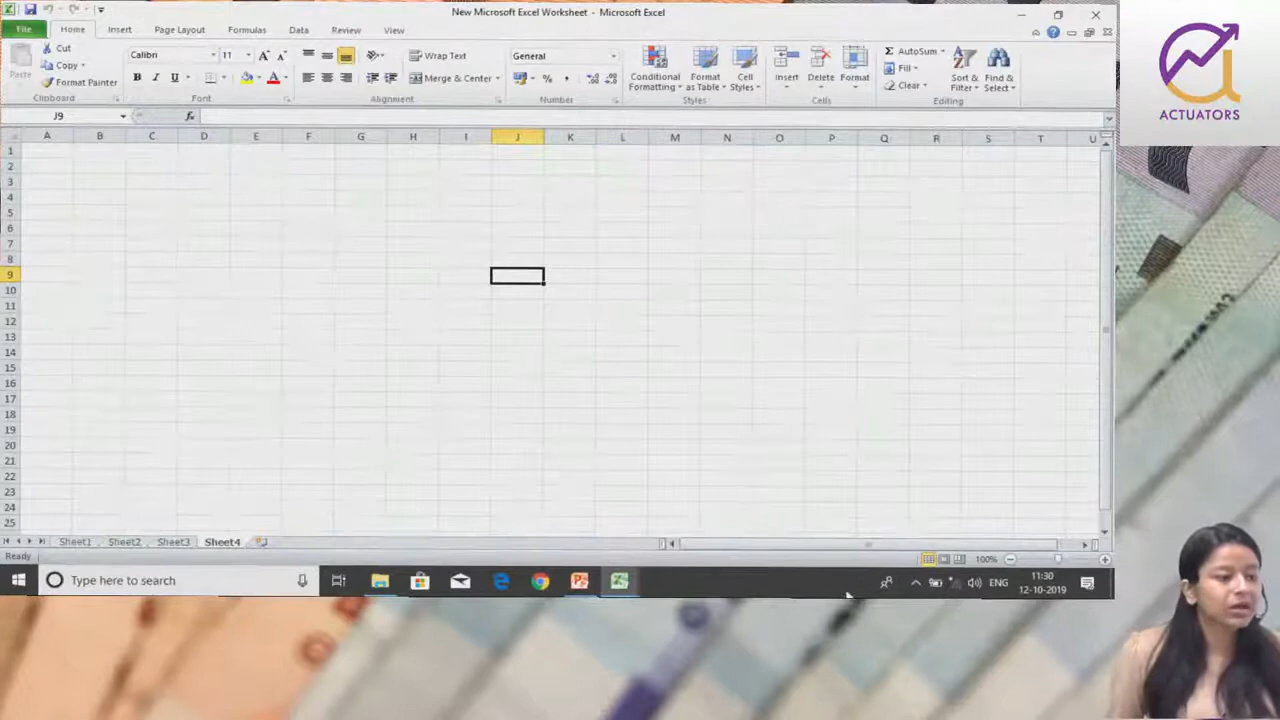 New Microsoft Excel Worksheet - Microsoft Excel
File Home Insert Page Layout Formulas Data Review View
Paste
Cut
Copy
Format Painter
Clipboard
Calibri 11
B I U
Font
Wrap Text
Merge & Center
Alignment
General
%
Number
Conditional Formatting
Format as Table
Cell Styles
Styles
Insert Delete Format
Cells
AutoSum
Fill
Clear
Sort & Filter
Find & Select
Editing
ACTUATORS
J9 fx
A B C D E F G H I J K L M N O P Q R S T U
1
2
3
4
5
6
7
8
9
10
11
12
13
14
15
16
17
18
19
20
21
22
23
24
25
Sheet1 Sheet2 Sheet3 Sheet4
Ready 100%
Type here to search
ENG
11:30
12-10-2019